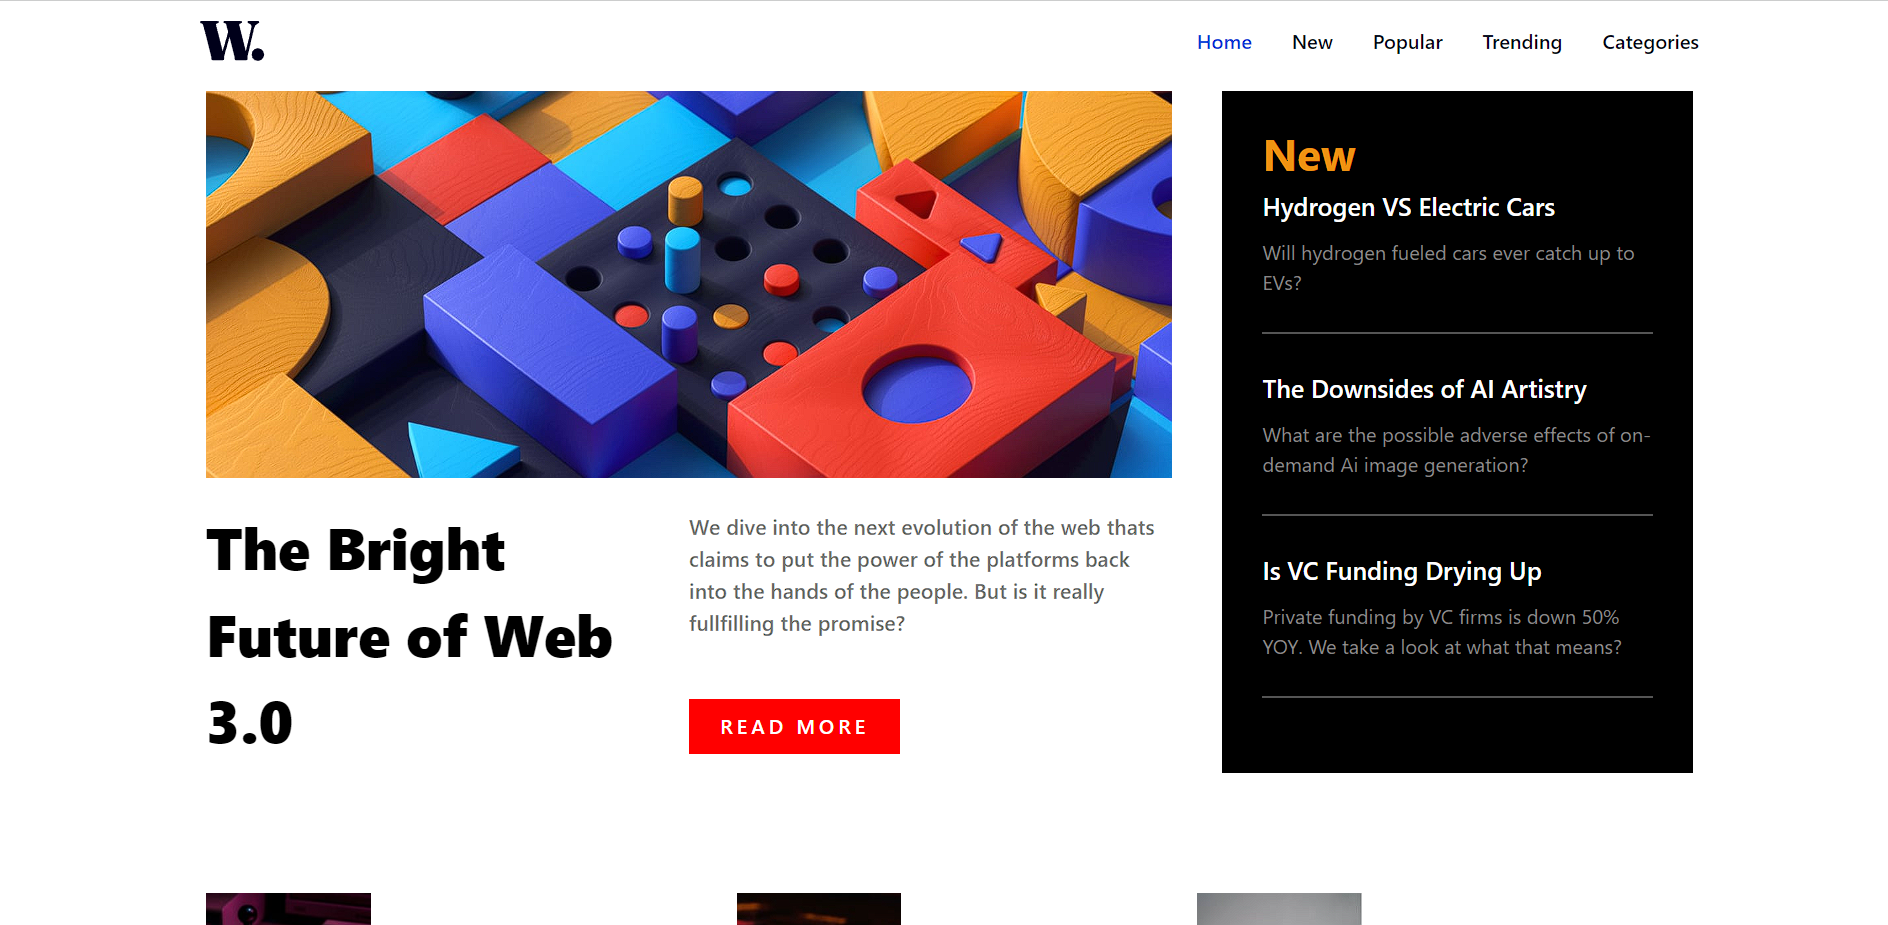 W.
Home New Popular Trending Categories
The Bright
Future of Web
3.0
We dive into the next evolution of the web thats
claims to put the power of the platforms back
into the hands of the people. But is it really
fullfilling the promise?
READ MORE
New
Hydrogen VS Electric Cars
Will hydrogen fueled cars ever catch up to
EVs?
The Downsides of AI Artistry
What are the possible adverse effects of on-
demand Ai image generation?
Is VC Funding Drying Up
Private funding by VC firms is down 50%
YOY. We take a look at what that means?